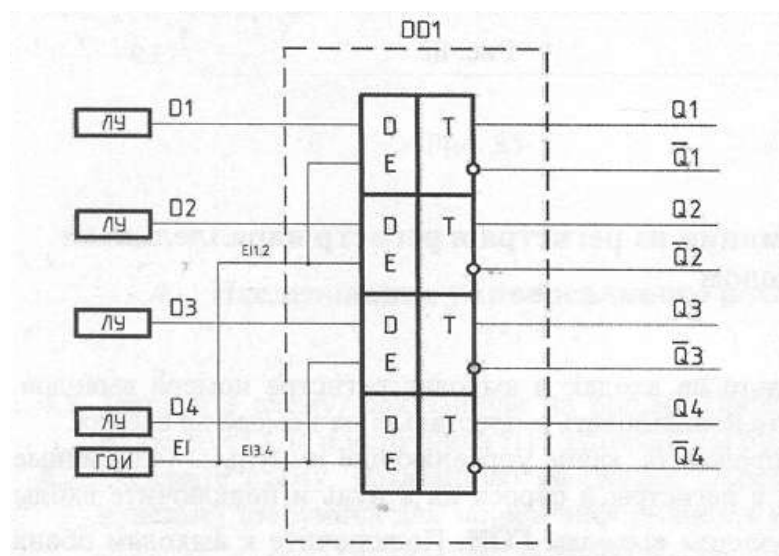 DD1
ЛУ D1 D T Q1
E Q̅1
ЛУ D2 D T Q2
EI1.2 E Q̅2
ЛУ D3 D T Q3
E Q̅3
ЛУ D4 D T Q4
ГОИ EI EI3.4 E Q̅4